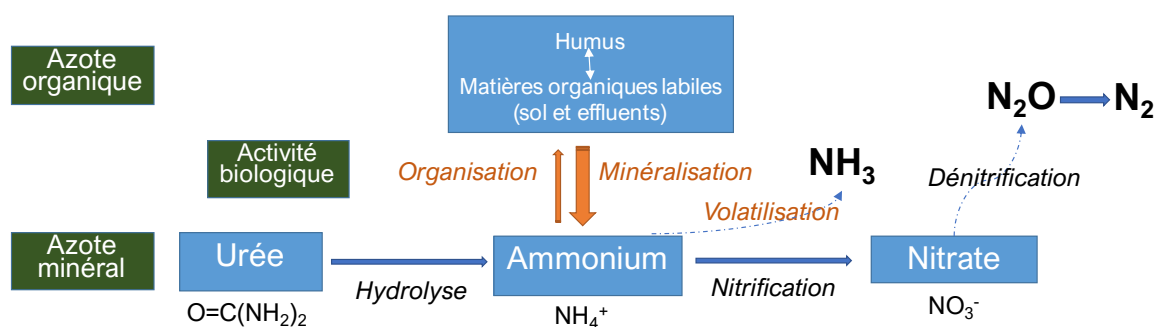 Azote
organique
Humus
Matières organiques labiles
(sol et effluents)
N₂O
N₂
Activité
biologique
Organisation
Minéralisation
NH₃
Dénitrification
Volatilisation
Azote
minéral
Urée
Hydrolyse
Ammonium
Nitrification
Nitrate
O=C(NH₂)₂
NH₄⁺
NO₃⁻